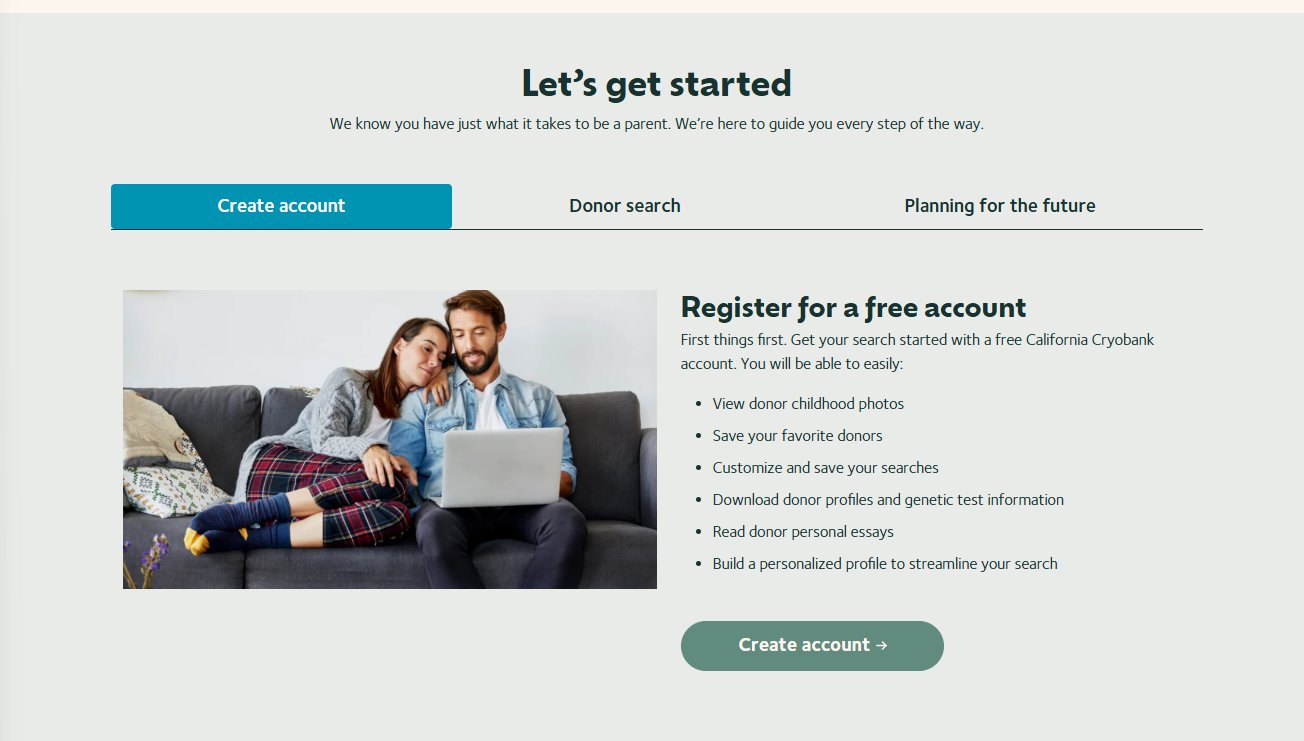 Let’s get started
We know you have just what it takes to be a parent. We’re here to guide you every step of the way.
Create account
Donor search
Planning for the future
Register for a free account
First things first. Get your search started with a free California Cryobank
account. You will be able to easily:
• View donor childhood photos
• Save your favorite donors
• Customize and save your searches
• Download donor profiles and genetic test information
• Read donor personal essays
• Build a personalized profile to streamline your search
Create account →